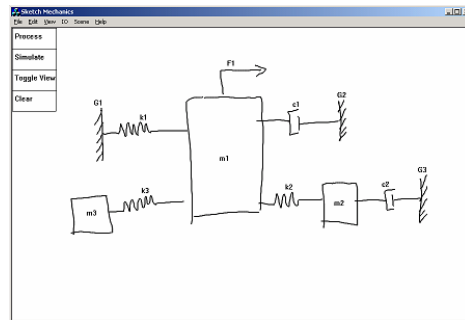 Sketch Mechanics
File Edit View IO Scene Help
Process
Simulate
Toggle View
Clear
F1
G1
k1
c1
G2
m1
k3
m3
k2
m2
c2
G3